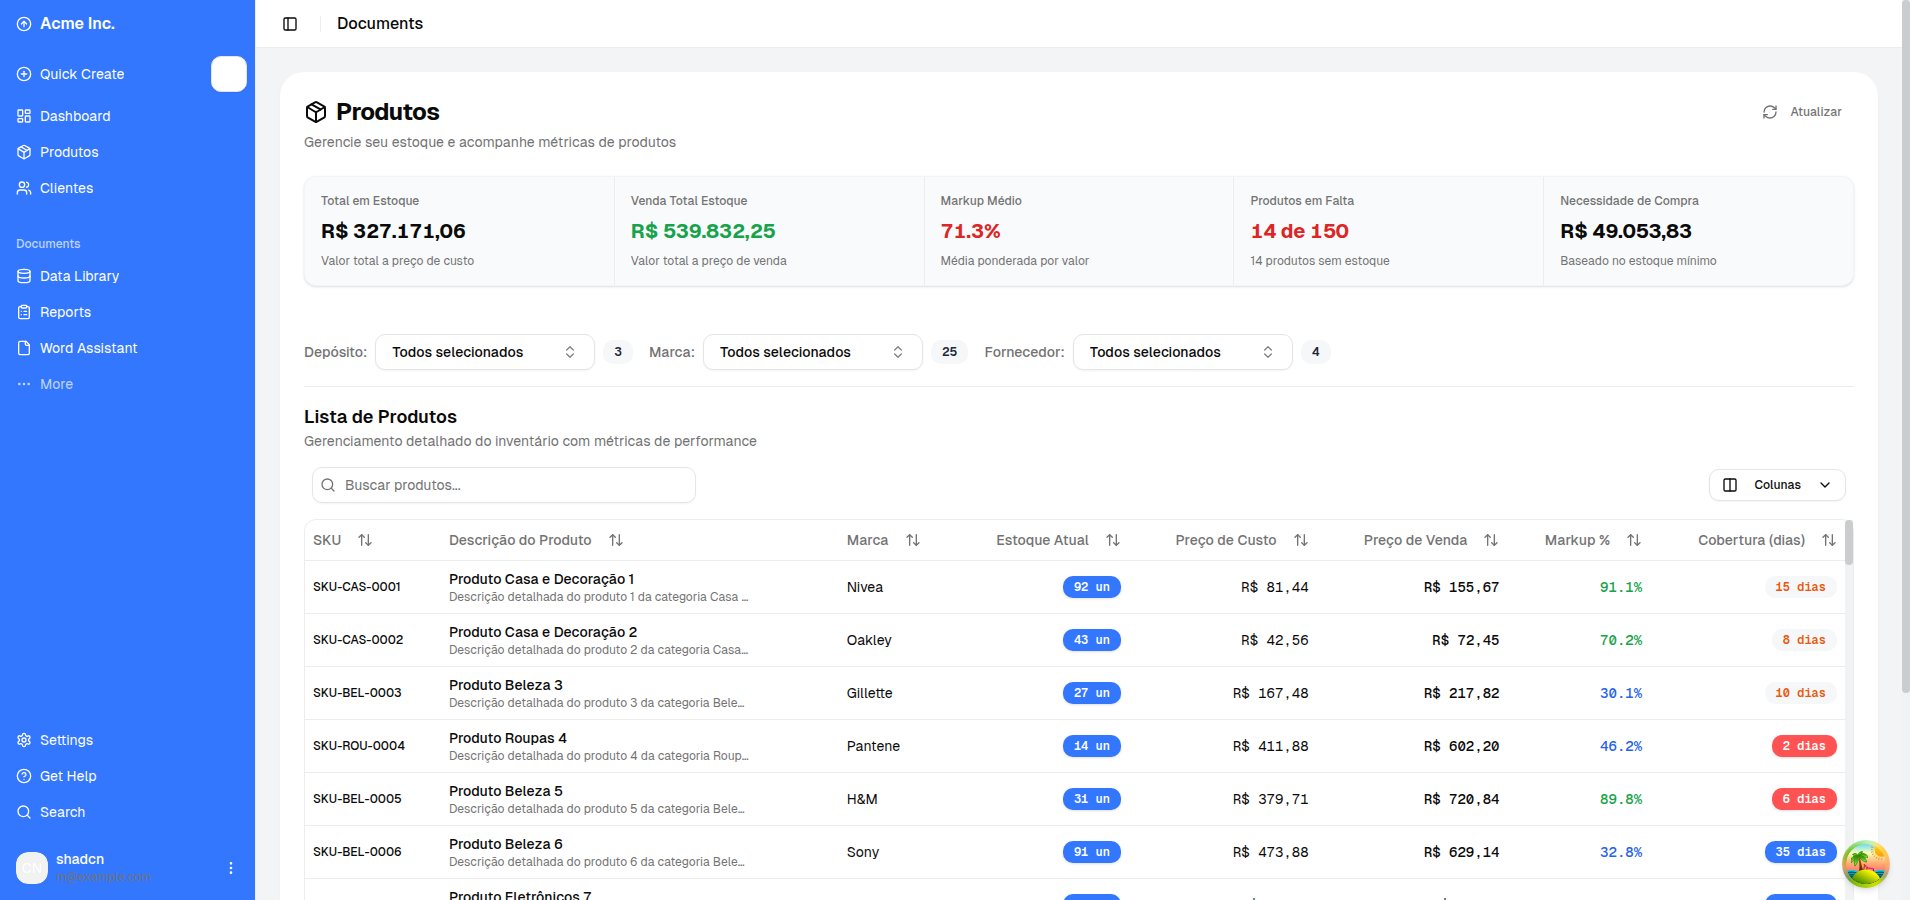 Acme Inc.
Documents
Quick Create
Dashboard
Produtos
Clientes
Documents
Data Library
Reports
Word Assistant
More
Settings
Get Help
Search
CN
shadcn
m@example.com
Produtos
Atualizar
Gerencie seu estoque e acompanhe métricas de produtos
Total em Estoque
R$ 327.171,06
Valor total a preço de custo
Venda Total Estoque
R$ 539.832,25
Valor total a preço de venda
Markup Médio
71.3%
Média ponderada por valor
Produtos em Falta
14 de 150
14 produtos sem estoque
Necessidade de Compra
R$ 49.053,83
Baseado no estoque mínimo
Depósito: Todos selecionados 3 Marca: Todos selecionados 25 Fornecedor: Todos selecionados 4
Lista de Produtos
Gerenciamento detalhado do inventário com métricas de performance
Buscar produtos...
Colunas
SKU Descrição do Produto Marca Estoque Atual Preço de Custo Preço de Venda Markup % Cobertura (dias)
SKU-CAS-0001 Produto Casa e Decoração 1 Nivea 92 un R$ 81,44 R$ 155,67 91.1% 15 dias
Descrição detalhada do produto 1 da categoria Casa ...
SKU-CAS-0002 Produto Casa e Decoração 2 Oakley 43 un R$ 42,56 R$ 72,45 70.2% 8 dias
Descrição detalhada do produto 2 da categoria Casa...
SKU-BEL-0003 Produto Beleza 3 Gillette 27 un R$ 167,48 R$ 217,82 30.1% 10 dias
Descrição detalhada do produto 3 da categoria Bele...
SKU-ROU-0004 Produto Roupas 4 Pantene 14 un R$ 411,88 R$ 602,20 46.2% 2 dias
Descrição detalhada do produto 4 da categoria Roup...
SKU-BEL-0005 Produto Beleza 5 H&M 31 un R$ 379,71 R$ 720,84 89.8% 6 dias
Descrição detalhada do produto 5 da categoria Bele...
SKU-BEL-0006 Produto Beleza 6 Sony 91 un R$ 473,88 R$ 629,14 32.8% 35 dias
Descrição detalhada do produto 6 da categoria Bele...
Produto Eletrônicos 7